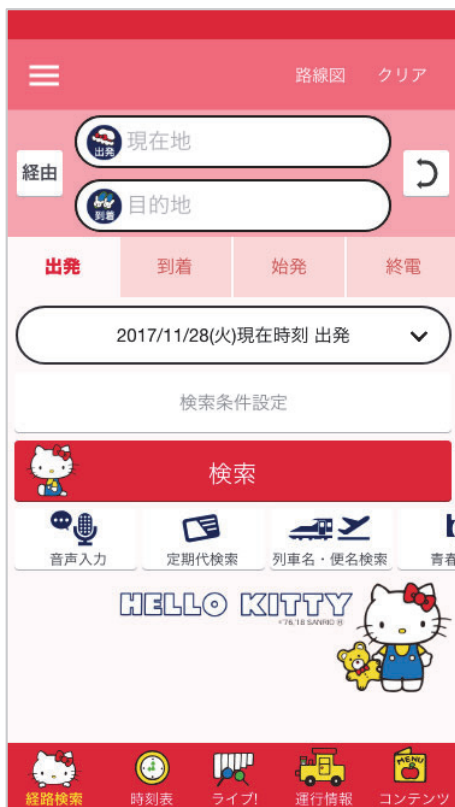 路線図 クリア
出発 現在地
経由
到着 目的地
出発 到着 始発 終電
2017/11/28(火)現在時刻 出発
検索条件設定
検索
音声入力 定期代検索 列車名・便名検索 青春
HELLO KITTY
©'76,'18 SANRIO ®
MENU
経路検索 時刻表 ライブ! 運行情報 コンテンツ